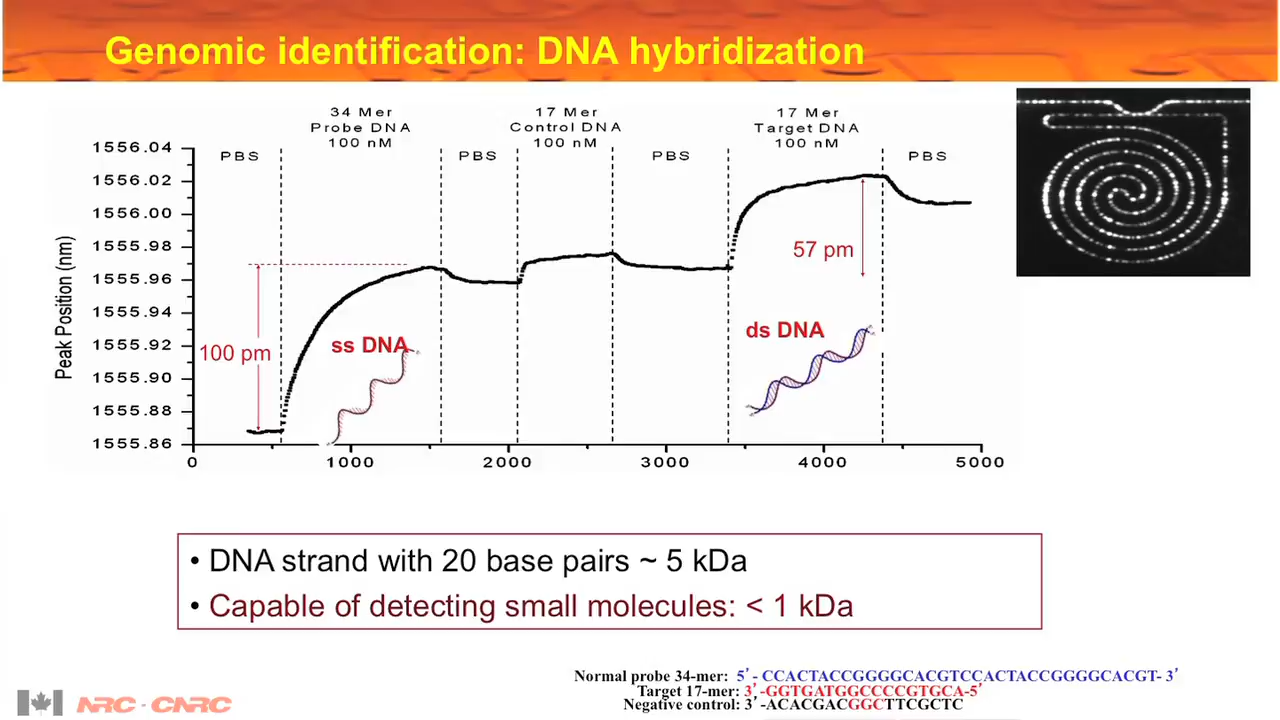 Genomic identification: DNA hybridization
34 Mer
Probe DNA
100 nM
17 Mer
Control DNA
100 nM
17 Mer
Target DNA
100 nM
PBS
PBS
PBS
PBS
1556.04
1556.02
1556.00
1555.98
1555.96
1555.94
1555.92
1555.90
1555.88
1555.86
Peak Position (nm)
100 pm
ss DNA
57 pm
ds DNA
0
1000
2000
3000
4000
5000
• DNA strand with 20 base pairs ~ 5 kDa
• Capable of detecting small molecules: < 1 kDa
Normal probe 34-mer: 5'- CCACTACCGGGGCACGTCCACTACCGGGGCACGT- 3'
Target 17-mer: 3'-GGTGATGGCCCCGTGCA-5'
Negative control: 3'-ACACGACGGCTTCGCTC
NRC - CNRC